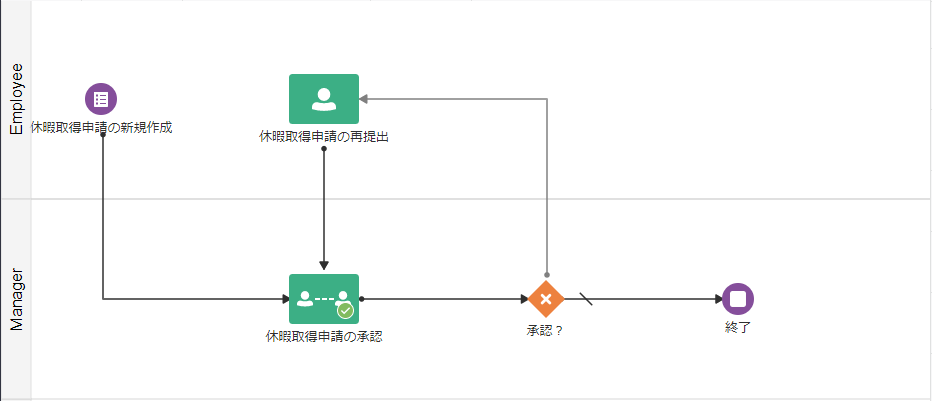 Employee
休暇取得申請の新規作成
休暇取得申請の再提出
Manager
休暇取得申請の承認
承認？
終了